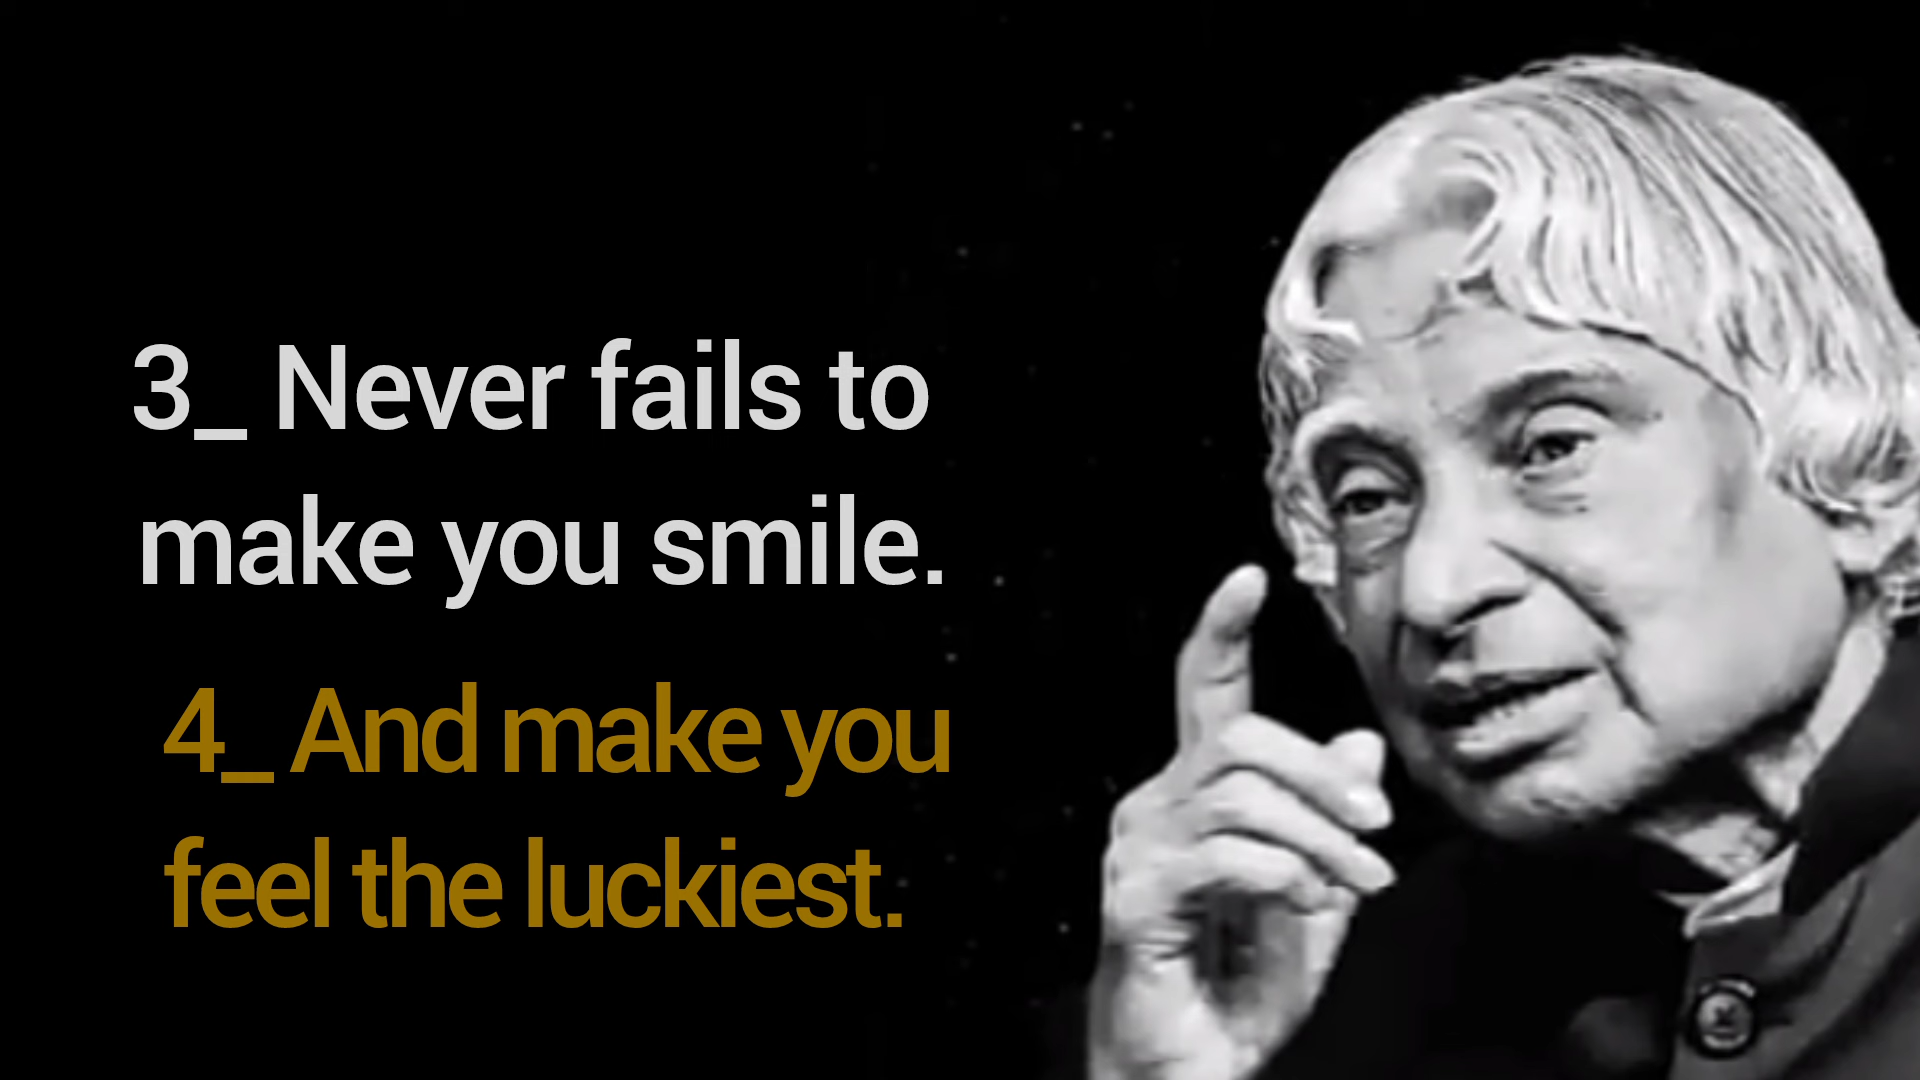 3_ Never fails to
make you smile.
4_ And make you
feel the luckiest.